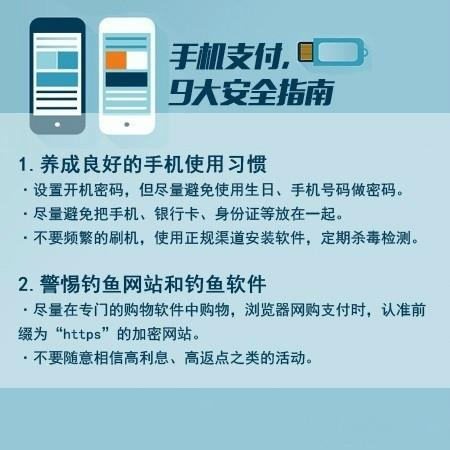 手机支付,
9大安全指南
1.养成良好的手机使用习惯
·设置开机密码，但尽量避免使用生日、手机号码做密码。
·尽量避免把手机、银行卡、身份证等放在一起。
·不要频繁的刷机，使用正规渠道安装软件，定期杀毒检测。
2.警惕钓鱼网站和钓鱼软件
·尽量在专门的购物软件中购物，浏览器网购支付时，认准前
缀为“https”的加密网站。
·不要随意相信高利息、高返点之类的活动。